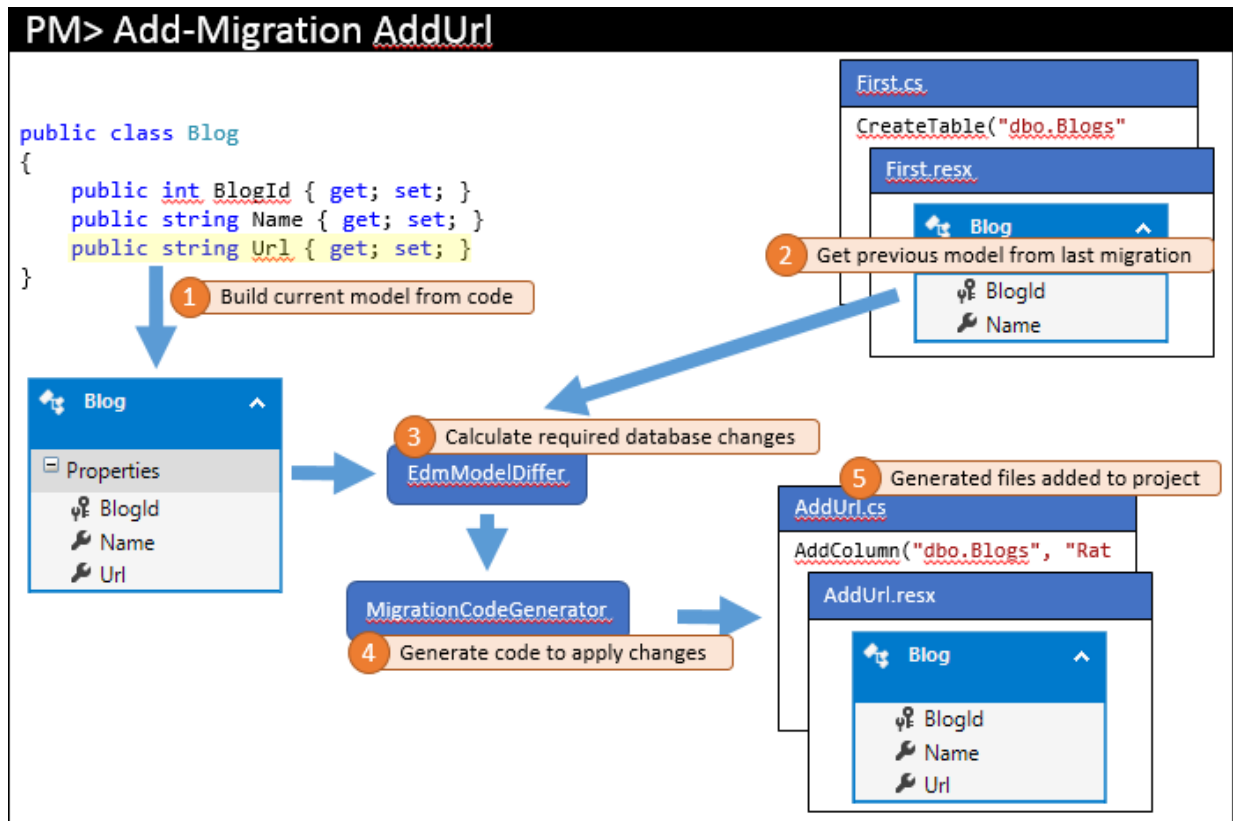 PM> Add-Migration AddUrl
public class Blog
{
public int BlogId { get; set; }
public string Name { get; set; }
public string Url { get; set; }
}
1 Build current model from code
First.cs
CreateTable("dbo.Blogs"
First.resx
Blog
2 Get previous model from last migration
BlogId
Name
Blog
Properties
BlogId
Name
Url
3 Calculate required database changes
EdmModelDiffer
MigrationCodeGenerator
4 Generate code to apply changes
5 Generated files added to project
AddUrl.cs
AddColumn("dbo.Blogs", "Rat
AddUrl.resx
Blog
BlogId
Name
Url